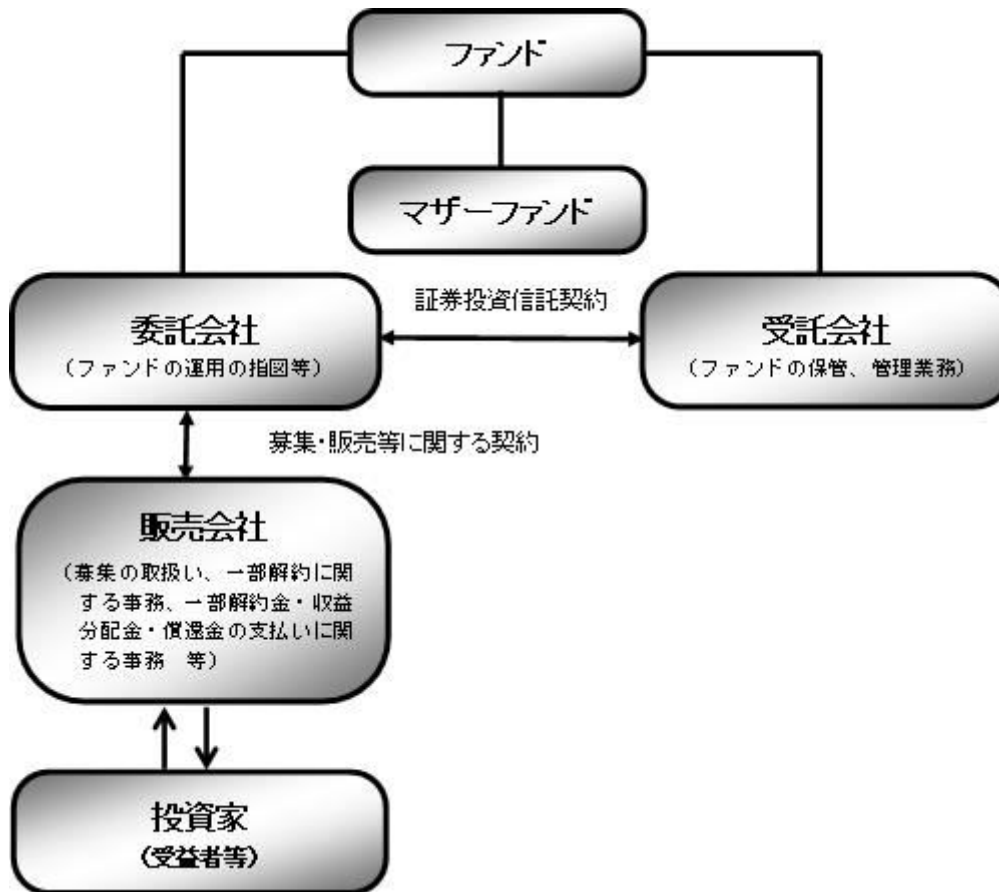 ファンド
マザーファンド
証券投資信託契約
委託会社
(ファンドの運用の指図等)
受託会社
(ファンドの保管、管理業務)
募集・販売等に関する契約
販売会社
(募集の取扱い、一部解約に関
する事務、一部解約金・収益
分配金・償還金の支払いに関
する事務 等)
投資家
(受益者等)